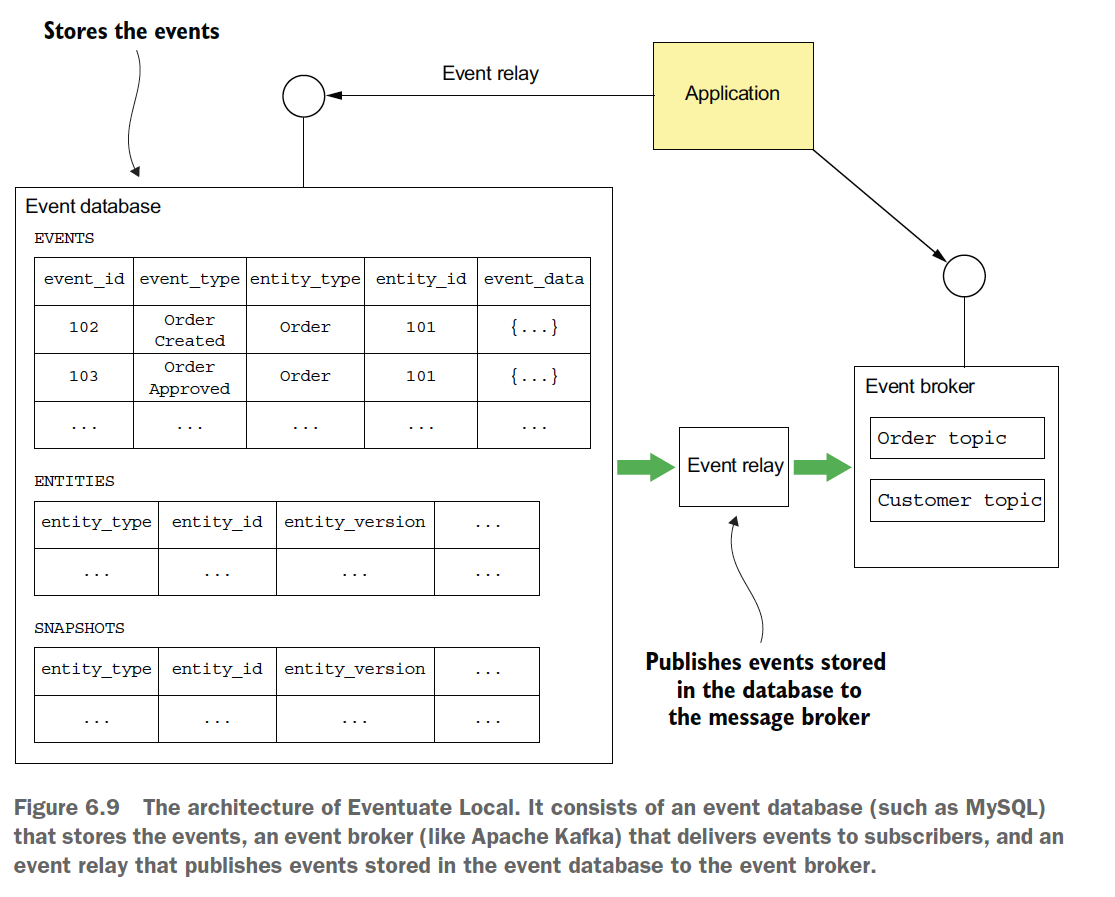 Stores the events
Event relay
Application
Event database
EVENTS
event_id event_type entity_type entity_id event_data
102 Order Created Order 101 {...}
103 Order Approved Order 101 {...}
... ... ... ... ...
ENTITIES
entity_type entity_id entity_version ...
... ... ... ...
SNAPSHOTS
entity_type entity_id entity_version ...
... ... ... ...
Event relay
Event broker
Order topic
Customer topic
Publishes events stored
in the database to
the message broker
Figure 6.9 The architecture of Eventuate Local. It consists of an event database (such as MySQL)
that stores the events, an event broker (like Apache Kafka) that delivers events to subscribers, and an
event relay that publishes events stored in the event database to the event broker.